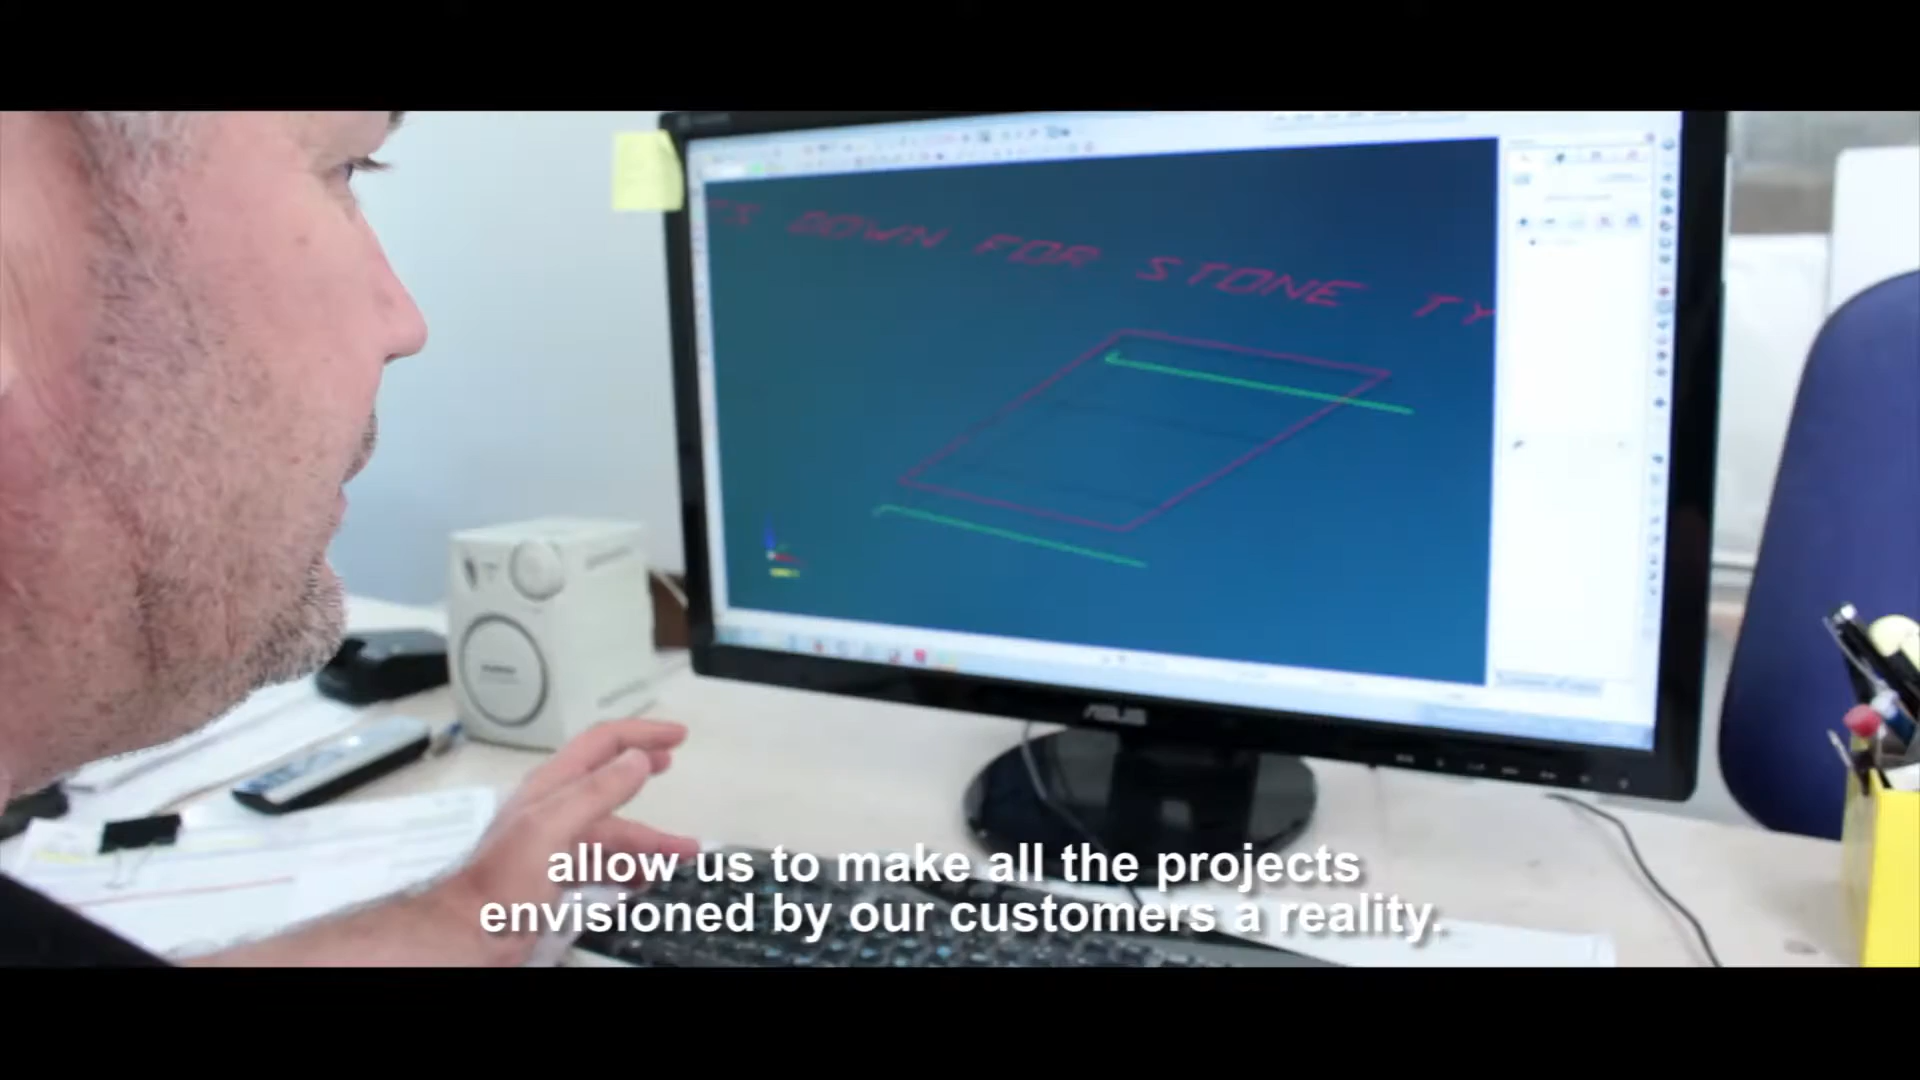 DOWN FOR STONE TY
ASUS
allow us to make all the projects
envisioned by our customers a reality.